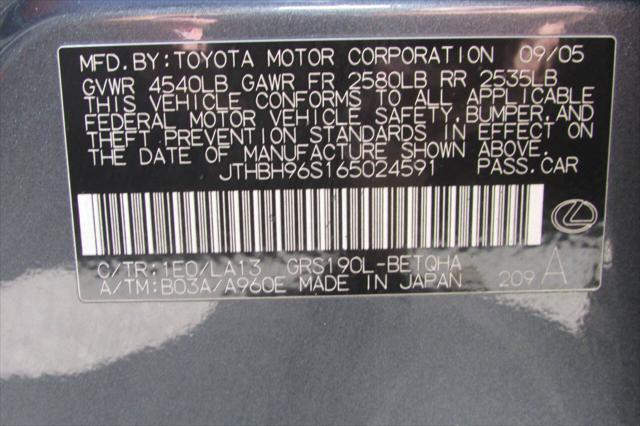 MFD.BY:TOYOTA MOTOR CORPORATION 09/05
GVWR 4540LB GAWR FR 2580LB RR 2535LB
THIS VEHICLE CONFORMS TO ALL APPLICABLE
FEDERAL MOTOR VEHICLE SAFETY,BUMPER,AND
THEFT PREVENTION STANDARDS IN EFFECT ON
THE DATE OF MANUFACTURE SHOWN ABOVE.
JTHBH96S165024591 PASS.CAR
C/TR:1E0/LA13 GRS190L-BETQHA
A/TM:B03A/A960E MADE IN JAPAN 209 A